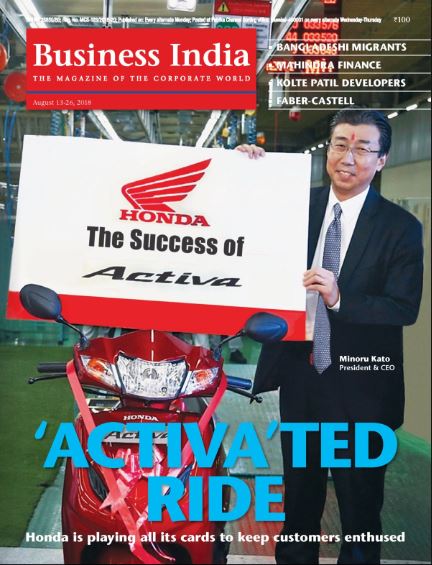 ₹100
Business India
THE MAGAZINE OF THE CORPORATE WORLD
August 13-26, 2018
BANGLADESHI MIGRANTS
MAHINDRA FINANCE
KOLTE PATIL DEVELOPERS
FABER-CASTELL
HONDA
The Success of
Activa
Minoru Kato
President & CEO
HONDA
ACTIVA
'ACTIVA'TED
RIDE
Honda is playing all its cards to keep customers enthused